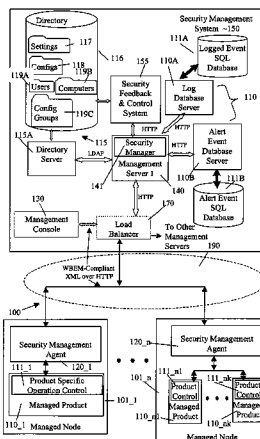 Directory
Security Management
System ~150
Settings
117
116
155
111A
Logged Event
SQL
Database
Configs
118
119A
119B
Users
Computers
Security
Feedback
& Control
System
110A
Log
Database
Server
110
Config
Groups
119C
HTTP
HTTP
115
115A
Directory
Server
LDAP
Security Manager
Management
Server 1
HTTP
Alert
Event
Database
Server
141
140
110B
111B
130
HTTP
170
Management
Console
Load
Balancer
To Other
Management
Servers
Alert Event
SQL
Database
WBEM-Compliant
XML over HTTP
190
100
Security Management
Agent
120_1
111_1
Product Specific
Operation Control
Managed Product
110_1
Managed Node
101_1
Security Management
Agent
120_n
101_n
111_n1
111_nk
Product
Control
Managed
Product
110_n1
Product
Control
Managed
Product
110_nk
Managed Node